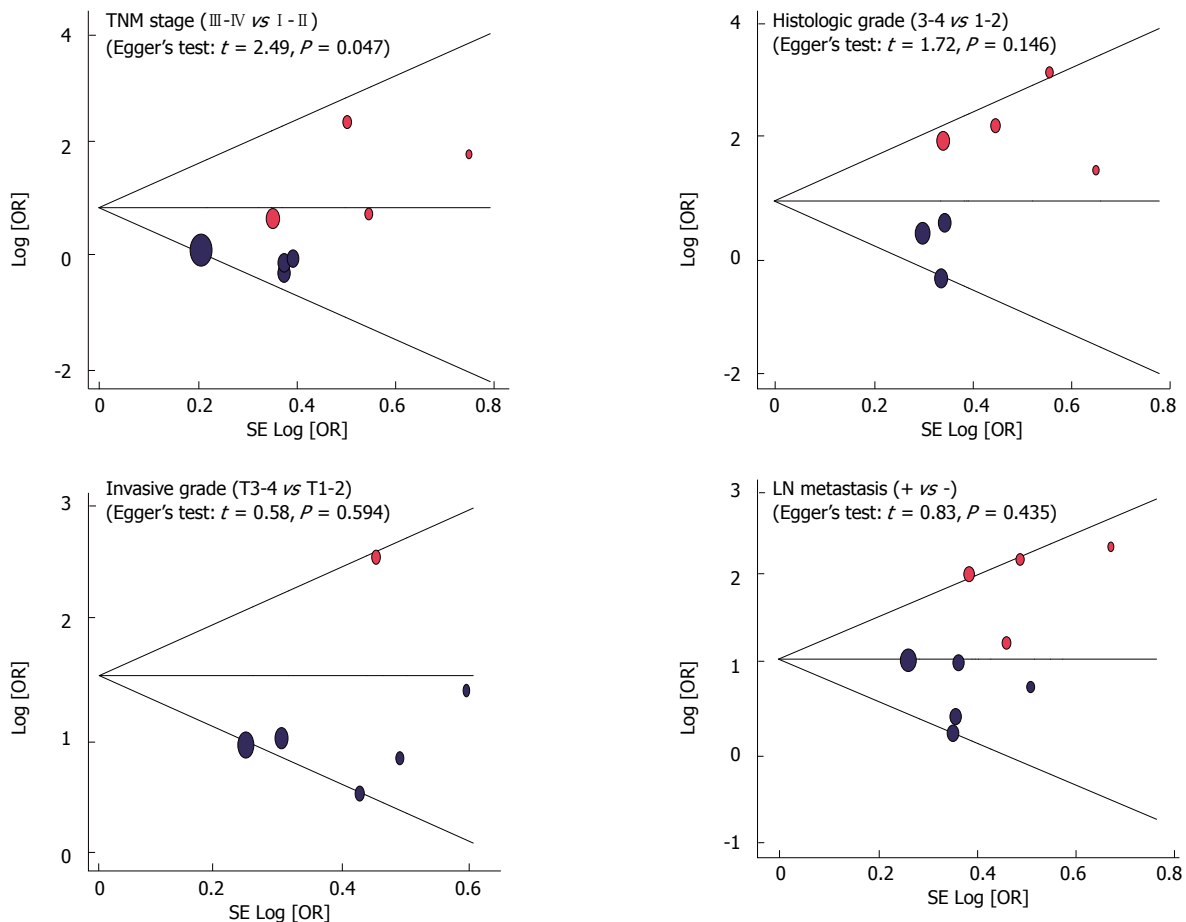 TNM stage (Ⅲ-Ⅳ vs Ⅰ-Ⅱ)
(Egger's test: t = 2.49, P = 0.047)
4
2
0
-2
Log [OR]
0 0.2 0.4 0.6 0.8
SE Log [OR]
Histologic grade (3-4 vs 1-2)
(Egger's test: t = 1.72, P = 0.146)
4
2
0
-2
Log [OR]
0 0.2 0.4 0.6 0.8
SE Log [OR]
Invasive grade (T3-4 vs T1-2)
(Egger's test: t = 0.58, P = 0.594)
3
2
1
0
Log [OR]
0 0.2 0.4 0.6
SE Log [OR]
LN metastasis (+ vs -)
(Egger's test: t = 0.83, P = 0.435)
3
2
1
0
-1
Log [OR]
0 0.2 0.4 0.6 0.8
SE Log [OR]